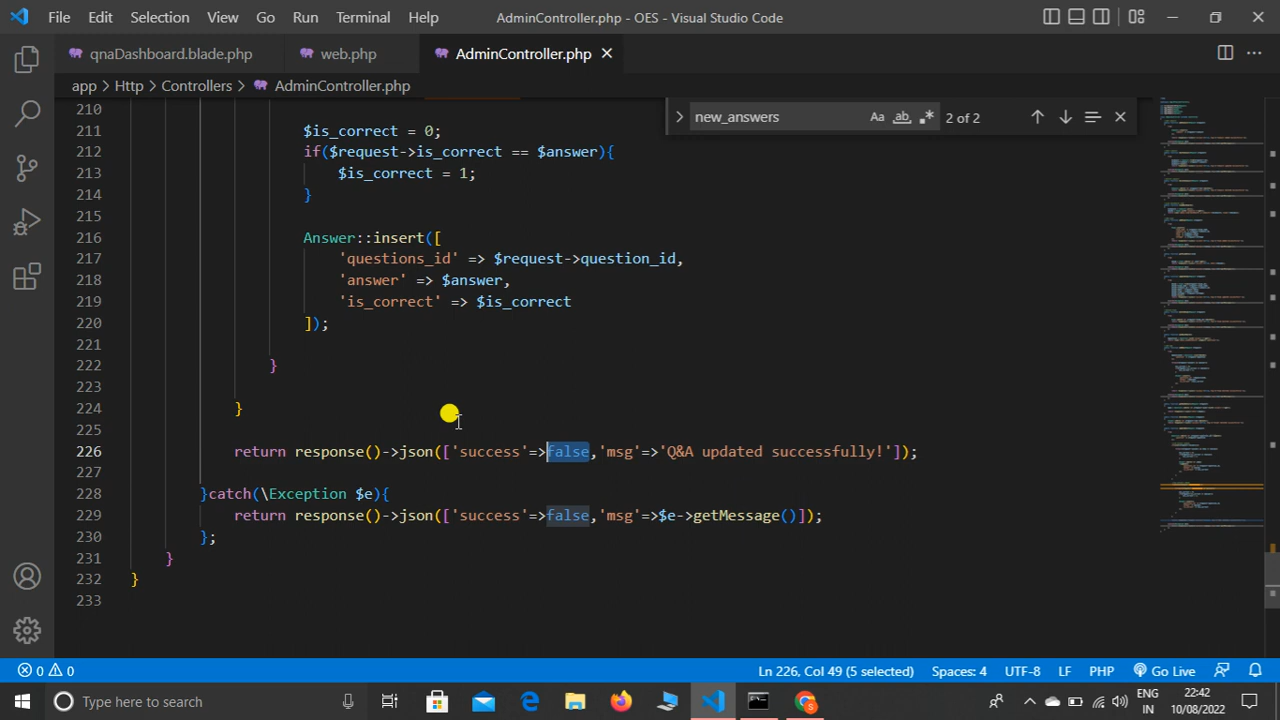 File Edit Selection View Go Run Terminal Help AdminController.php - OES - Visual Studio Code
qnaDashboard.blade.php web.php AdminController.php
app > Http > Controllers > AdminController.php
new_answers Aa ab 2 of 2
210
211 $is_correct = 0;
212 if($request->is_correct == $answer){
213 $is_correct = 1;
214 }
215
216 Answer::insert([
217 'questions_id' => $request->question_id,
218 'answer' => $answer,
219 'is_correct' => $is_correct
220 ]);
221
222 }
223
224 }
225
226 return response()->json(['success'=>false,'msg'=>'Q&A updated successfully!']);
227
228 }catch(\Exception $e){
229 return response()->json(['success'=>false,'msg'=>$e->getMessage()]);
230 };
231 }
232 }
233
0 0 Ln 226, Col 49 (5 selected) Spaces: 4 UTF-8 LF PHP Go Live
Type here to search
ENG 22:42
IN 10/08/2022